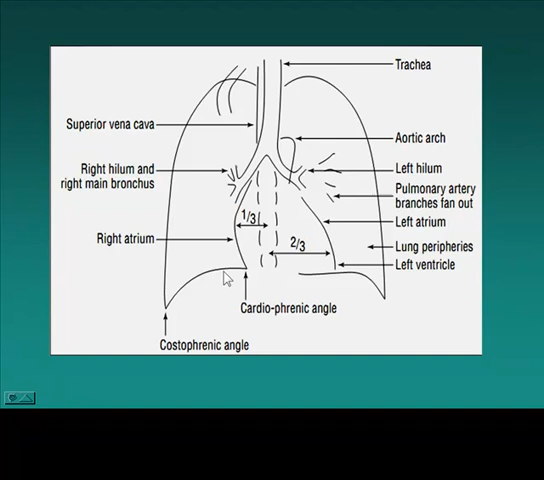 Trachea
Superior vena cava
Aortic arch
Right hilum and
right main bronchus
Left hilum
Pulmonary artery
branches fan out
1/3
Left atrium
Right atrium
2/3
Lung peripheries
Left ventricle
Cardio-phrenic angle
Costophrenic angle